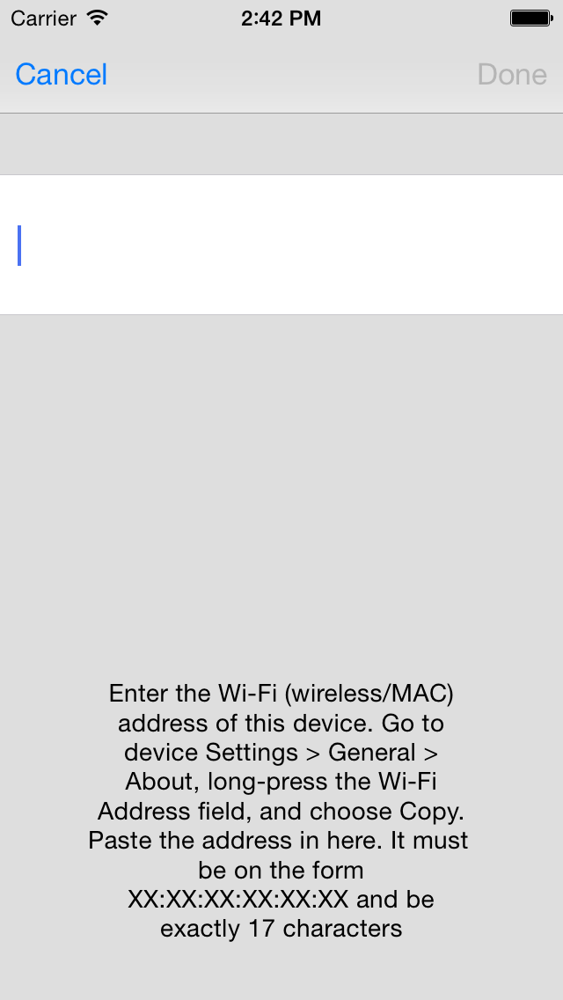 Carrier 2:42 PM
Cancel Done
Enter the Wi-Fi (wireless/MAC)
address of this device. Go to
device Settings > General >
About, long-press the Wi-Fi
Address field, and choose Copy.
Paste the address in here. It must
be on the form
XX:XX:XX:XX:XX:XX and be
exactly 17 characters